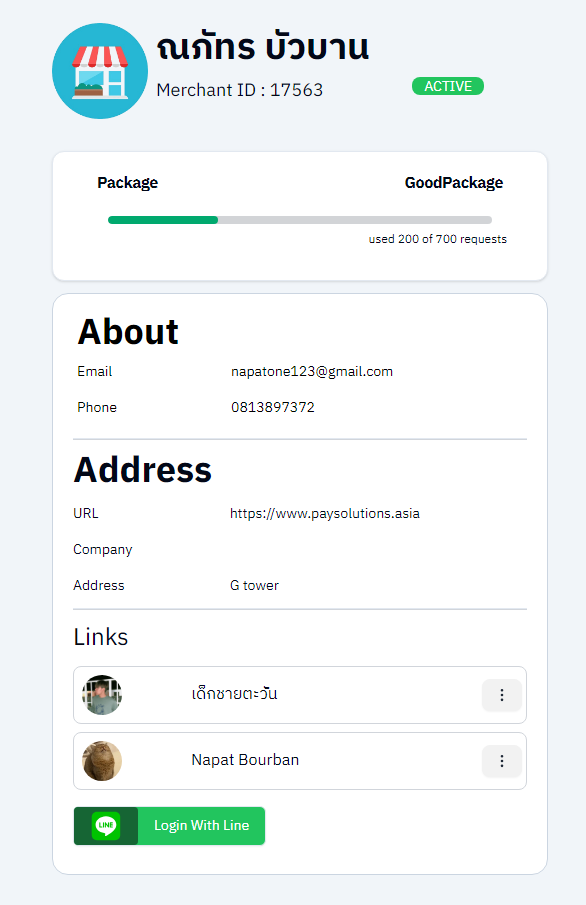 ณภัทร บัวบาน
Merchant ID : 17563
ACTIVE
Package GoodPackage
used 200 of 700 requests
About
Email napatone123@gmail.com
Phone 0813897372
Address
URL https://www.paysolutions.asia
Company
Address G tower
Links
เด็กชายตะวัน
Napat Bourban
LINE Login With Line